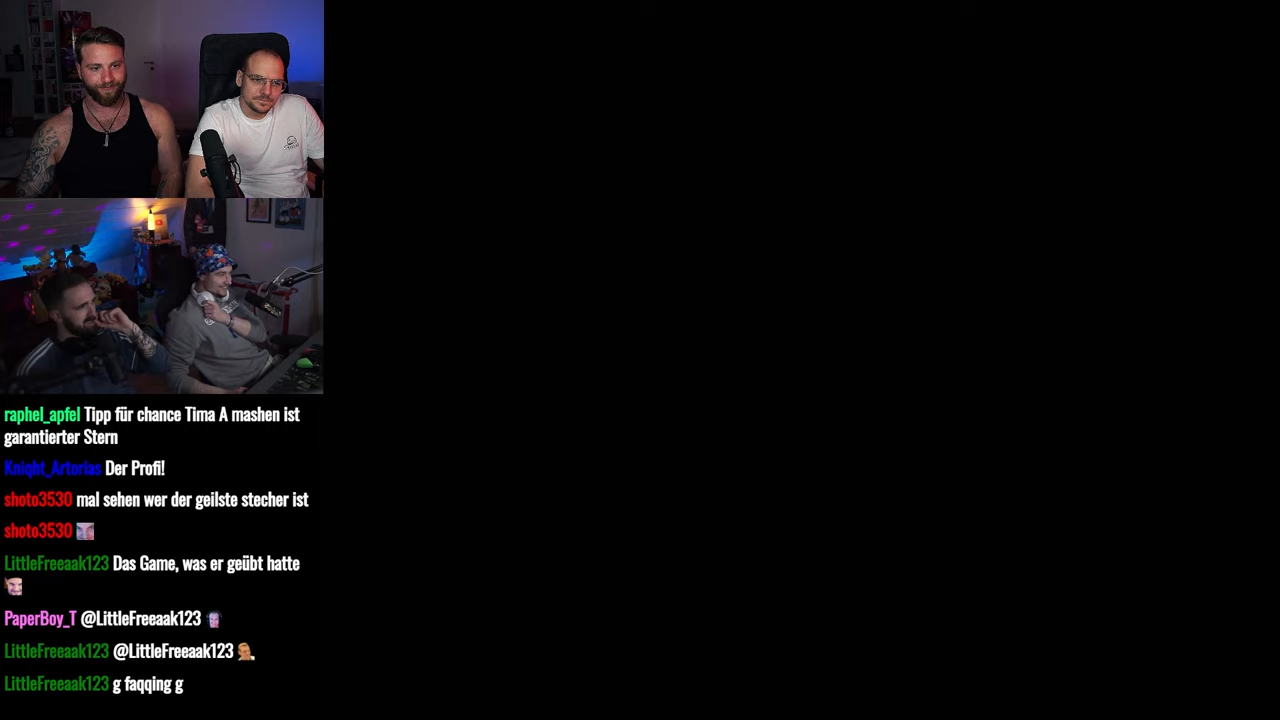 raphel_apfel Tipp für chance Tima A mashen ist
garantierter Stern
Knight_Artorias Der Profi!
shoto3530 mal sehen wer der geilste stecher ist
shoto3530
LittleFreeaak123 Das Game, was er geübt hatte
PaperBoy_T @LittleFreeaak123
LittleFreeaak123 @LittleFreeaak123
LittleFreeaak123 g faqqing g